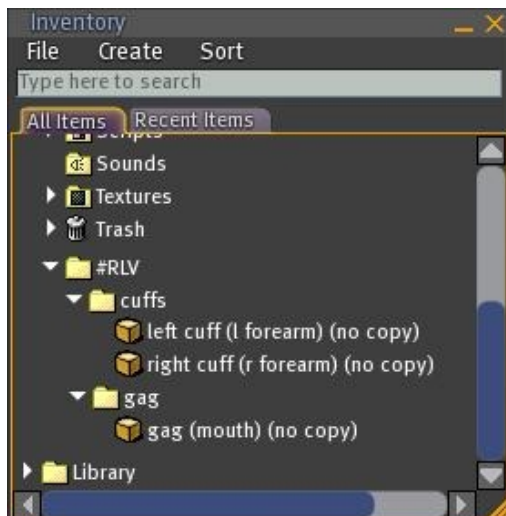 Inventory
File Create Sort
Type here to search
All Items Recent Items
Scripts
Sounds
Textures
Trash
#RLV
cuffs
left cuff (l forearm) (no copy)
right cuff (r forearm) (no copy)
gag
gag (mouth) (no copy)
Library